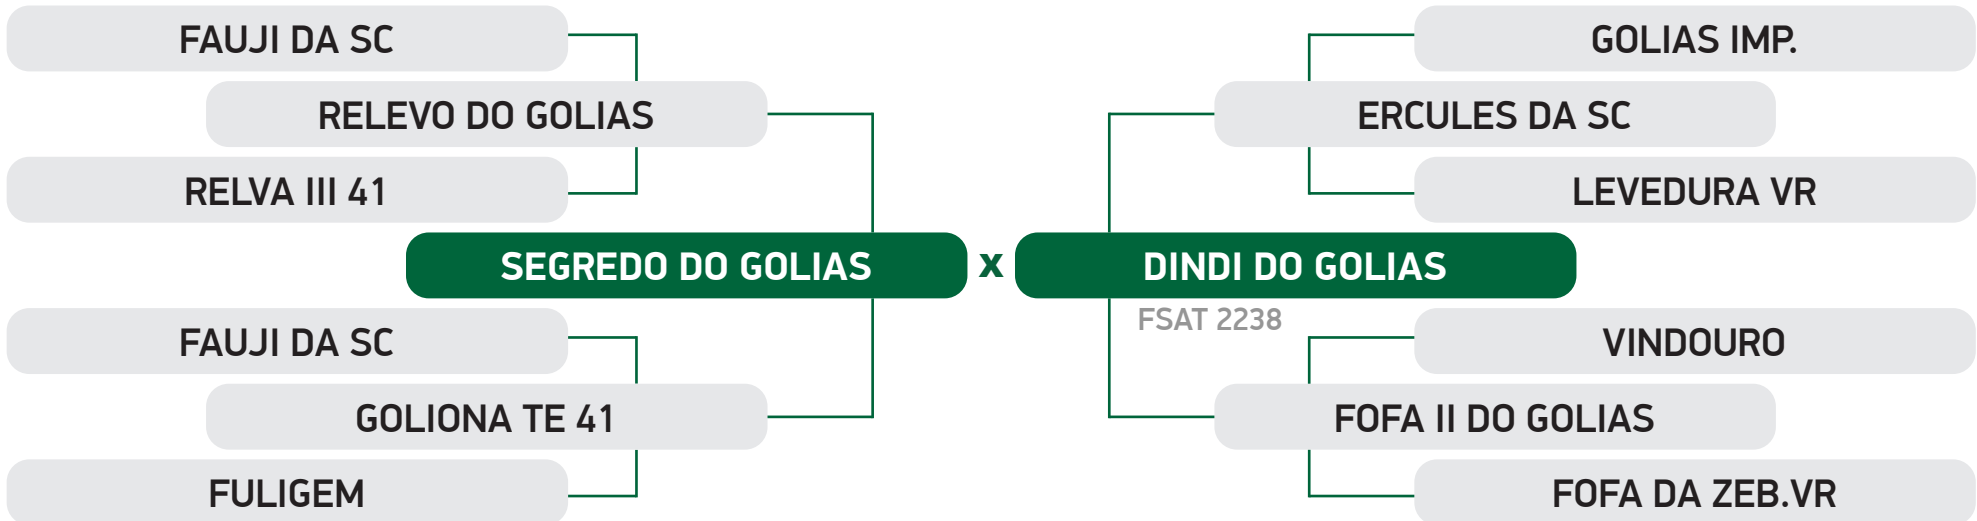 FAUJI DA SC
GOLIAS IMP.
RELEVO DO GOLIAS
ERCULES DA SC
RELVA III 41
LEVEDURA VR
SEGREDO DO GOLIAS
x
DINDI DO GOLIAS
FSAT 2238
FAUJI DA SC
VINDOURO
GOLIONA TE 41
FOFA II DO GOLIAS
FULIGEM
FOFA DA ZEB.VR